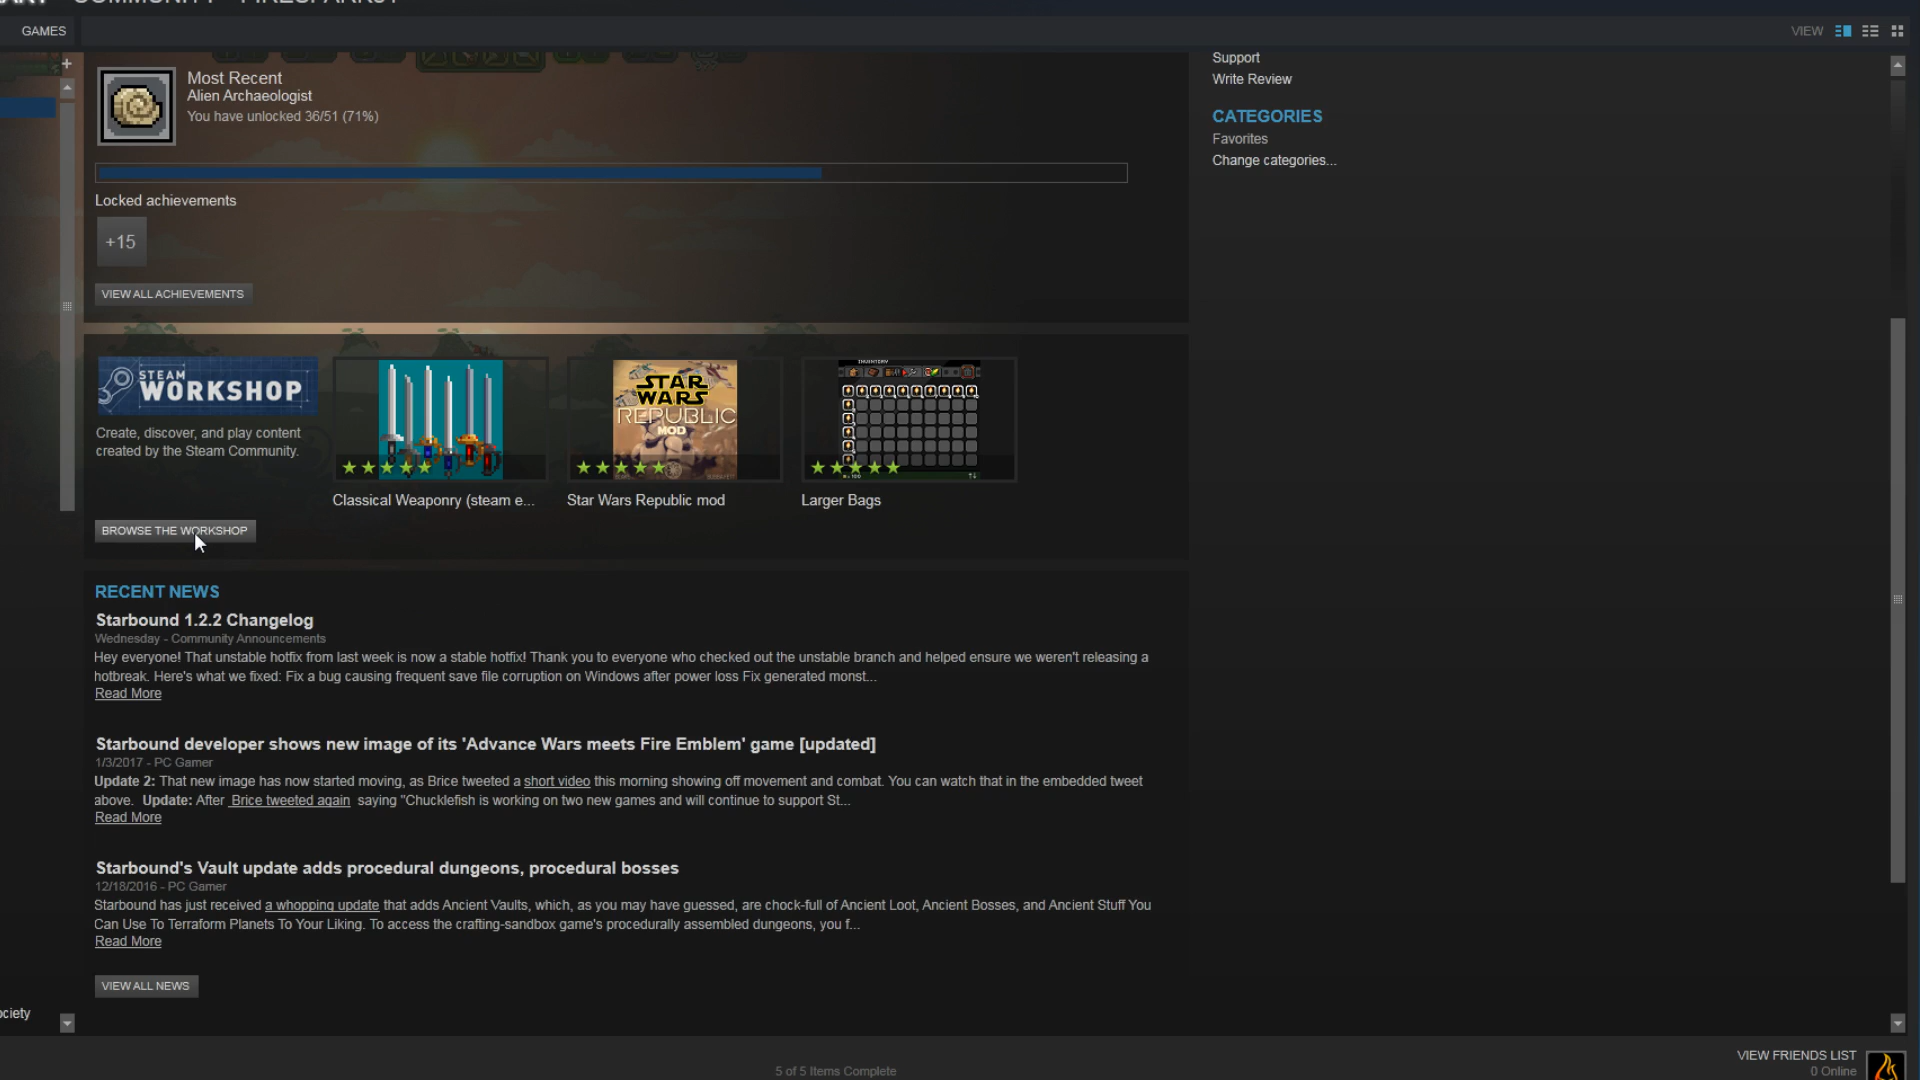 GAMES
VIEW
Most Recent
Alien Archaeologist
You have unlocked 36/51 (71%)
Locked achievements
+15
VIEW ALL ACHIEVEMENTS
Support
Write Review
CATEGORIES
Favorites
Change categories...
STEAM
WORKSHOP
Create, discover, and play content
created by the Steam Community.
BROWSE THE WORKSHOP
STAR
WARS
REPUBLIC
MOD
INVENTORY
Classical Weaponry (steam e...
Star Wars Republic mod
Larger Bags
RECENT NEWS
Starbound 1.2.2 Changelog
Wednesday - Community Announcements
Hey everyone! That unstable hotfix from last week is now a stable hotfix! Thank you to everyone who checked out the unstable branch and helped ensure we weren't releasing a
hotbreak. Here's what we fixed: Fix a bug causing frequent save file corruption on Windows after power loss Fix generated monst...
Read More
Starbound developer shows new image of its 'Advance Wars meets Fire Emblem' game [updated]
1/3/2017 - PC Gamer
Update 2: That new image has now started moving, as Brice tweeted a short video this morning showing off movement and combat. You can watch that in the embedded tweet
above. Update: After Brice tweeted again saying "Chucklefish is working on two new games and will continue to support St...
Read More
Starbound's Vault update adds procedural dungeons, procedural bosses
12/18/2016 - PC Gamer
Starbound has just received a whopping update that adds Ancient Vaults, which, as you may have guessed, are chock-full of Ancient Loot, Ancient Bosses, and Ancient Stuff You
Can Use To Terraform Planets To Your Liking. To access the crafting-sandbox game's procedurally assembled dungeons, you f...
Read More
VIEW ALL NEWS
ociety
VIEW FRIENDS LIST
0 Online
5 of 5 Items Complete